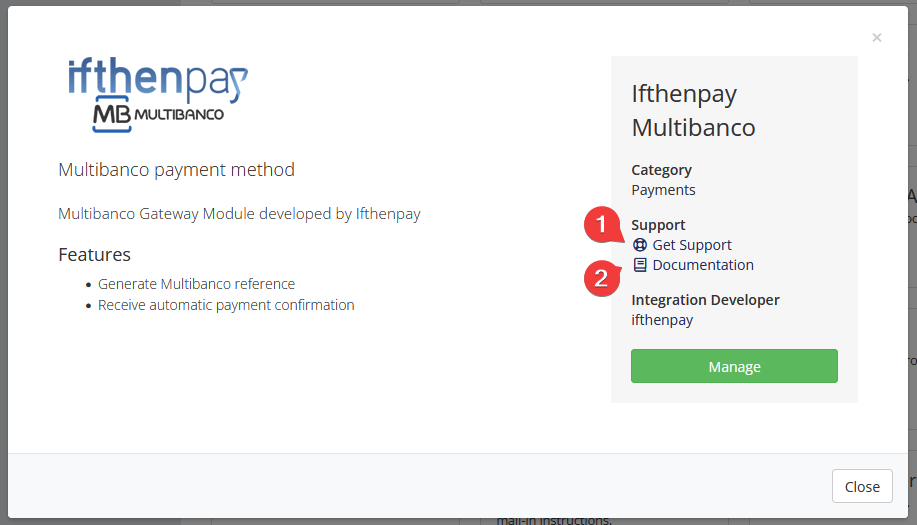 ×
ifthenpay
MB MULTIBANCO
Multibanco payment method
Multibanco Gateway Module developed by Ifthenpay
Features
Generate Multibanco reference
Receive automatic payment confirmation
Ifthenpay
Multibanco
Category
Payments
Support
1
Get Support
2
Documentation
Integration Developer
ifthenpay
Manage
Close
mail-in instructions.